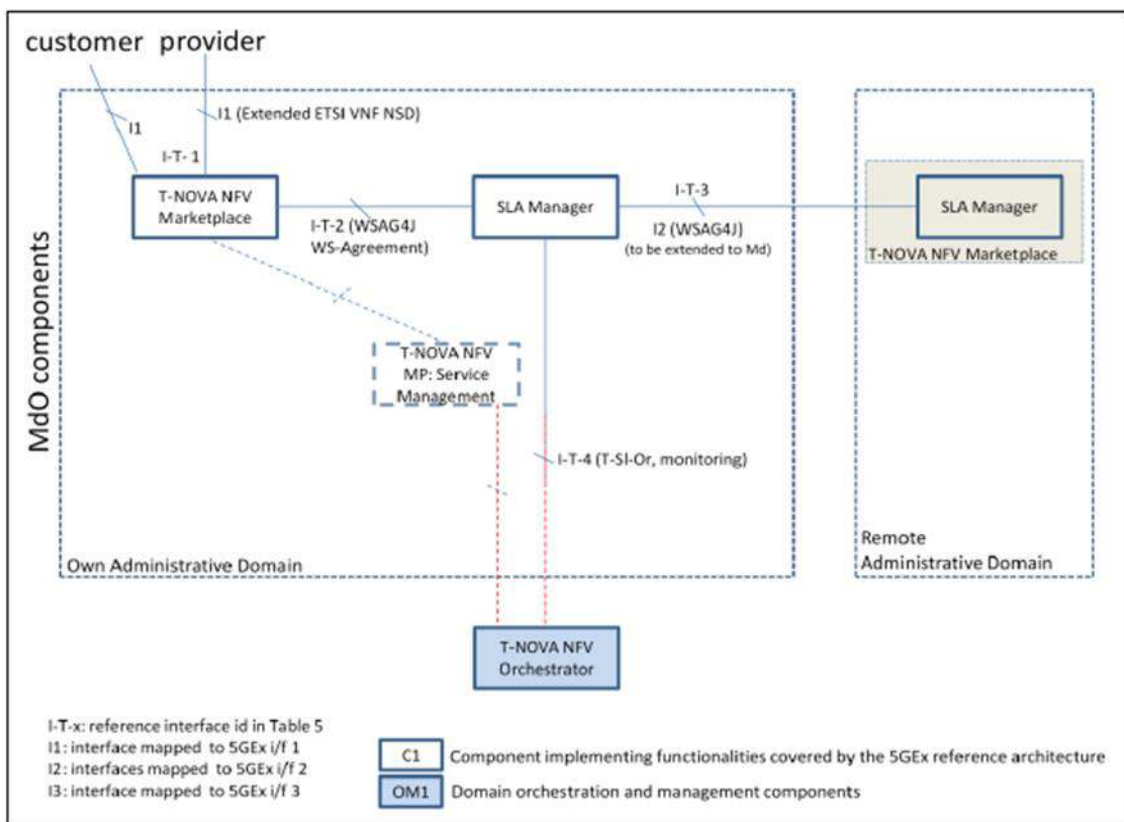 customer provider
I1 (Extended ETSI VNF NSD)
I1
I-T- 1
T-NOVA NFV
Marketplace
I-T-2 (WSAG4J
WS-Agreement)
SLA Manager
I-T-3
I2 (WSAG4J)
(to be extended to Md)
SLA Manager
T-NOVA NFV Marketplace
MdO components
T-NOVA NFV
MP: Service
Management
I-T-4 (T-SI-Or, monitoring)
Own Administrative Domain
Remote
Administrative Domain
T-NOVA NFV
Orchestrator
I-T-x: reference interface id in Table 5
I1: interface mapped to 5GEx i/f 1
I2: interfaces mapped to 5GEx i/f 2
I3: interface mapped to 5GEx i/f 3
C1
Component implementing functionalities covered by the 5GEx reference architecture
OM1
Domain orchestration and management components